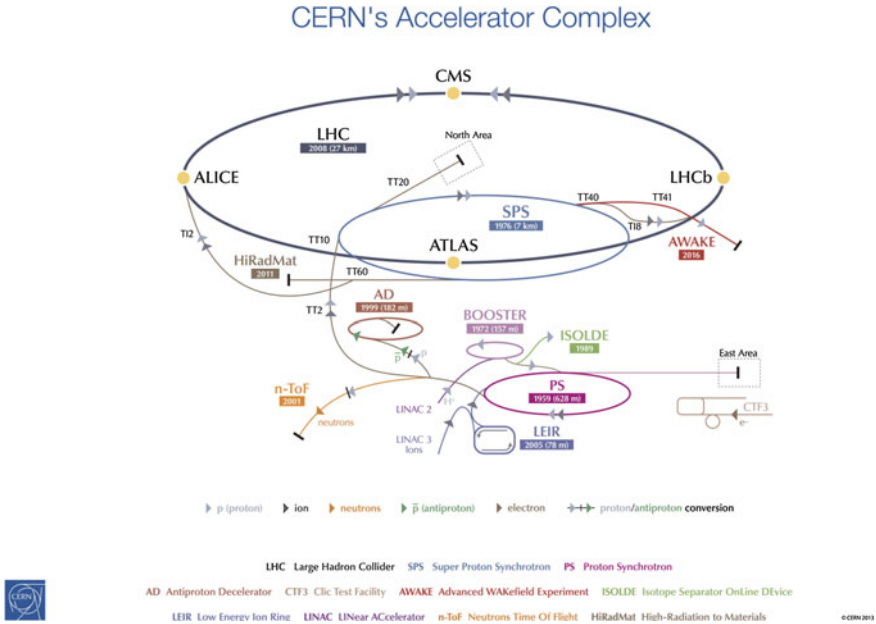 CERN's Accelerator Complex
CMS
LHC
2008 (27 km)
North Area
ALICE
LHCb
TT20
TT40
TT41
SPS
1976 (7 km)
TI8
TI2
TT10
ATLAS
AWAKE
2016
HiRadMat
2011
TT60
AD
1999 (182 m)
TT2
BOOSTER
1972 (157 m)
ISOLDE
1989
p
p̅
East Area
n-ToF
2001
PS
1959 (628 m)
LINAC 2
H⁺
neutrons
CTF3
e-
LINAC 3
Ions
LEIR
2005 (78 m)
p (proton)
ion
neutrons
p̅ (antiproton)
electron
proton/antiproton conversion
LHC Large Hadron Collider SPS Super Proton Synchrotron PS Proton Synchrotron
AD Antiproton Decelerator CTF3 Clic Test Facility AWAKE Advanced WAKefield Experiment ISOLDE Isotope Separator OnLine DEvice
LEIR Low Energy Ion Ring LINAC LINear ACcelerator n-ToF Neutrons Time Of Flight HiRadMat High-Radiation to Materials
CERN
© CERN 2013